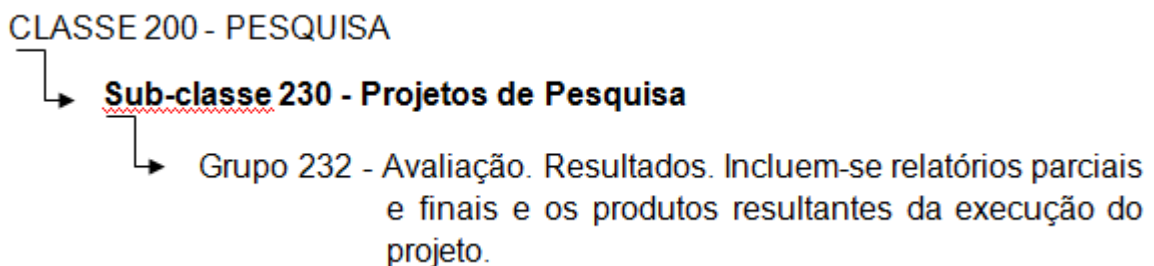 CLASSE 200 - PESQUISA
Sub-classe 230 - Projetos de Pesquisa
Grupo 232 - Avaliação. Resultados. Incluem-se relatórios parciais
e finais e os produtos resultantes da execução do
projeto.